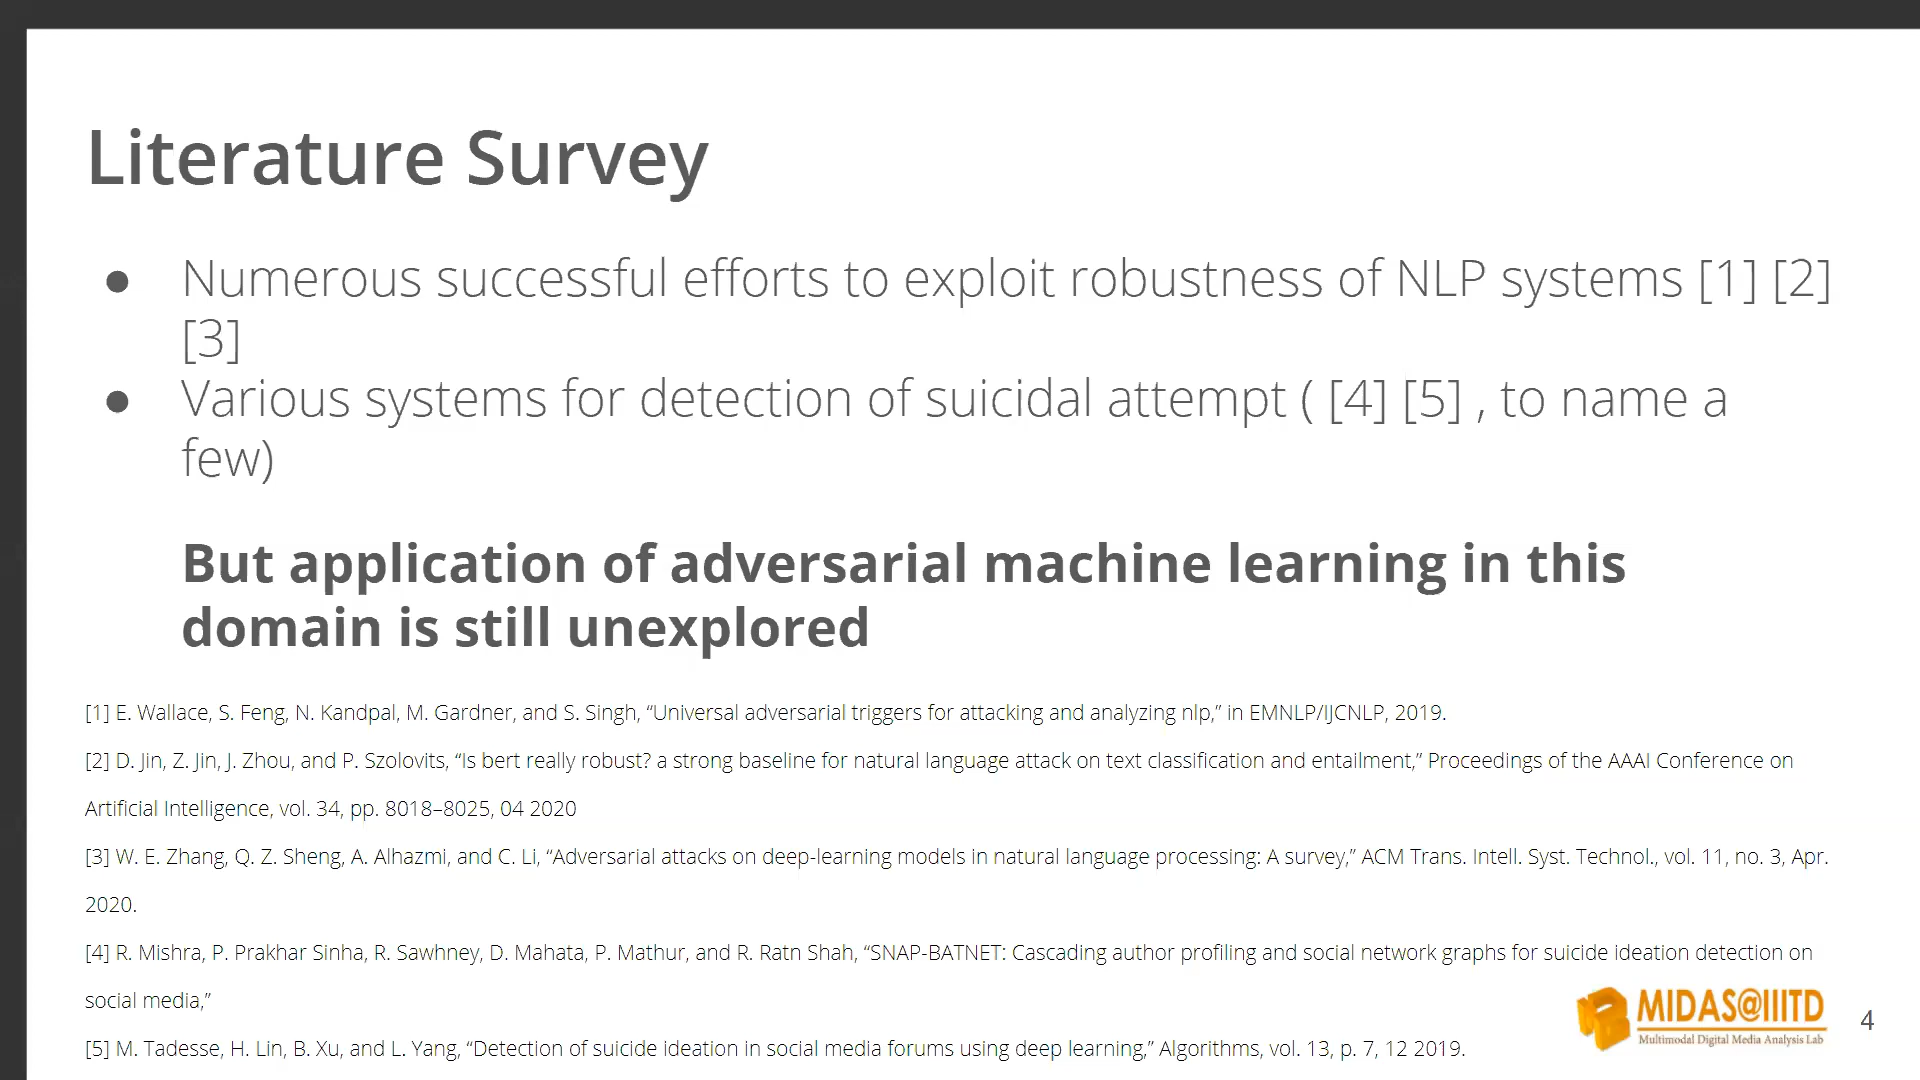 Literature Survey
● Numerous successful efforts to exploit robustness of NLP systems [1] [2]
[3]
● Various systems for detection of suicidal attempt ( [4] [5] , to name a
few)
But application of adversarial machine learning in this
domain is still unexplored
[1] E. Wallace, S. Feng, N. Kandpal, M. Gardner, and S. Singh, “Universal adversarial triggers for attacking and analyzing nlp,” in EMNLP/IJCNLP, 2019.
[2] D. Jin, Z. Jin, J. Zhou, and P. Szolovits, “Is bert really robust? a strong baseline for natural language attack on text classification and entailment,” Proceedings of the AAAI Conference on
Artificial Intelligence, vol. 34, pp. 8018–8025, 04 2020
[3] W. E. Zhang, Q. Z. Sheng, A. Alhazmi, and C. Li, “Adversarial attacks on deep-learning models in natural language processing: A survey,” ACM Trans. Intell. Syst. Technol., vol. 11, no. 3, Apr.
2020.
[4] R. Mishra, P. Prakhar Sinha, R. Sawhney, D. Mahata, P. Mathur, and R. Ratn Shah, “SNAP-BATNET: Cascading author profiling and social network graphs for suicide ideation detection on
social media,”
[5] M. Tadesse, H. Lin, B. Xu, and L. Yang, “Detection of suicide ideation in social media forums using deep learning,” Algorithms, vol. 13, p. 7, 12 2019.
MIDAS@IIITD
Multimodal Digital Media Analysis Lab
4